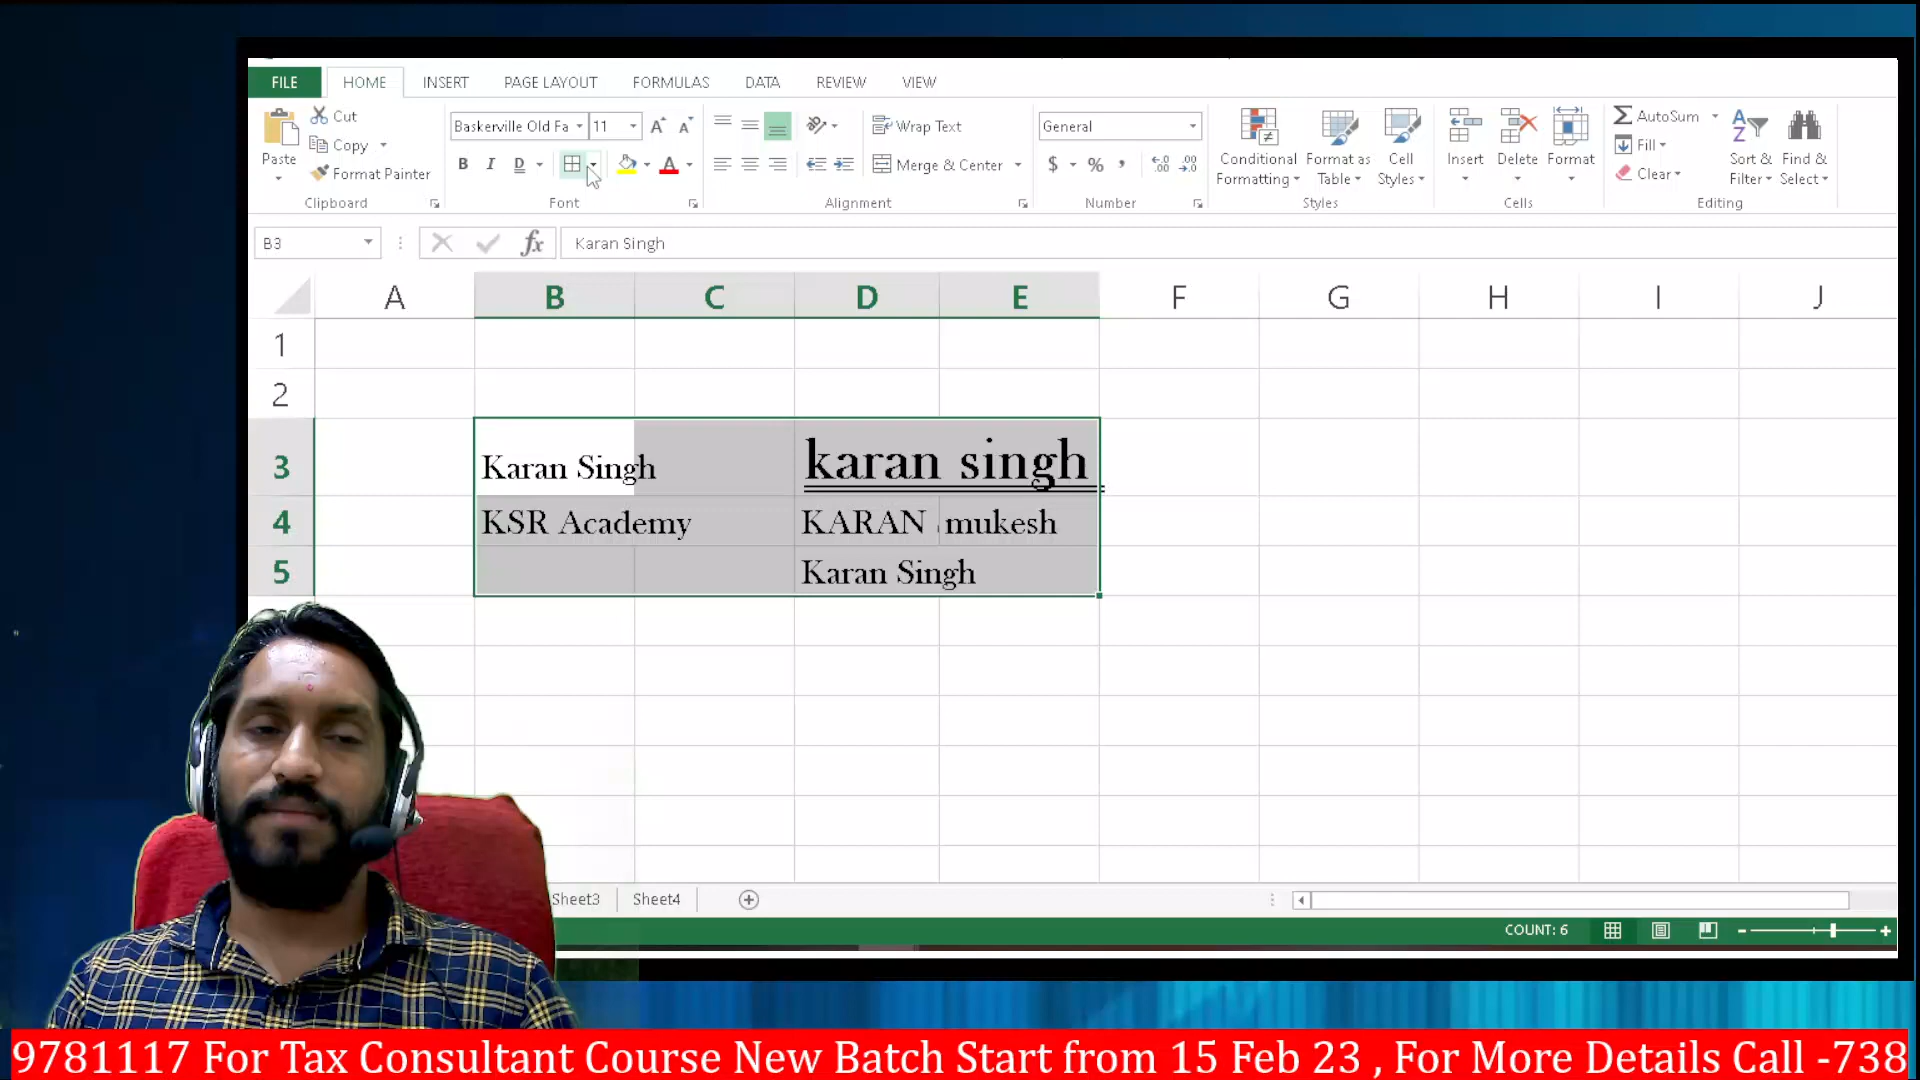 FILE HOME INSERT PAGE LAYOUT FORMULAS DATA REVIEW VIEW
Paste Cut Copy Format Painter
Clipboard
Baskerville Old Fa 11
B I D A
Font
Wrap Text
Merge & Center
Alignment
General
$ % ,
Number
Conditional Formatting Format as Table Cell Styles
Styles
Insert Delete Format
Cells
AutoSum
Fill
Clear
Sort & Filter Find & Select
Editing
B3 fx Karan Singh
A B C D E F G H I J
1
2
3 Karan Singh karan singh
4 KSR Academy KARAN mukesh
5 Karan Singh
Sheet3 Sheet4
COUNT: 6
9781117 For Tax Consultant Course New Batch Start from 15 Feb 23 , For More Details Call -738